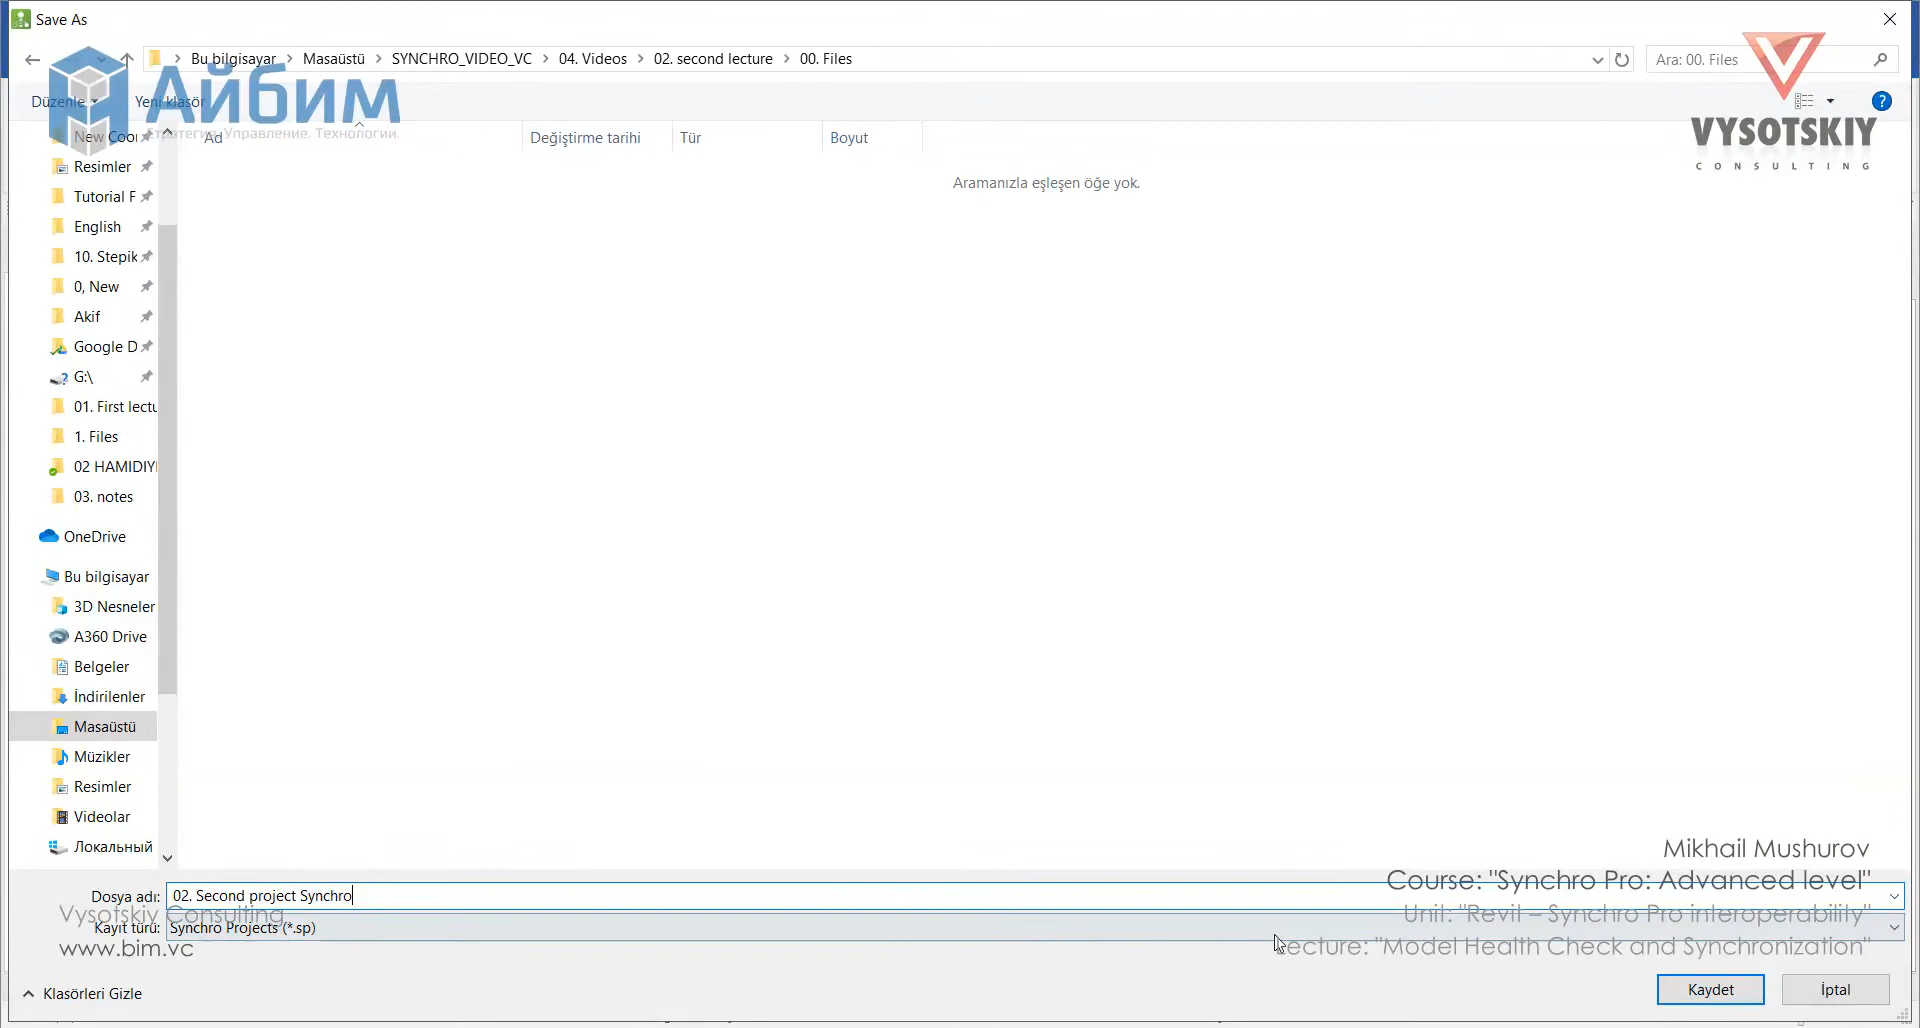 Save As
Bu bilgisayar > Masaüstü > SYNCHRO_VIDEO_VC > 04. Videos > 02. second lecture > 00. Files
Ara: 00. Files
Düzenle
Yeni klasör
Айбим
Стратегия. Управление. Технологии.
VYSOTSKIY
CONSULTING
Ad
Değiştirme tarihi
Tür
Boyut
Aramanızla eşleşen öğe yok.
New Coor
Resimler
Tutorial F
English
10. Stepik
0, New
Akif
Google D
G:\
01. First lectu
1. Files
02 HAMIDIYI
03. notes
OneDrive
Bu bilgisayar
3D Nesneler
A360 Drive
Belgeler
İndirilenler
Masaüstü
Müzikler
Resimler
Videolar
Локальный
Mikhail Mushurov
Course: "Synchro Pro: Advanced level"
Unit: "Revil – Synchro Pro interoperability"
Lecture: "Model Health Check and Synchronization"
Dosya adı: 02. Second project Synchro
Vysotskiy Consulting
Kayıt türü: Synchro Projects (*.sp)
www.bim.vc
Klasörleri Gizle
Kaydet
İptal